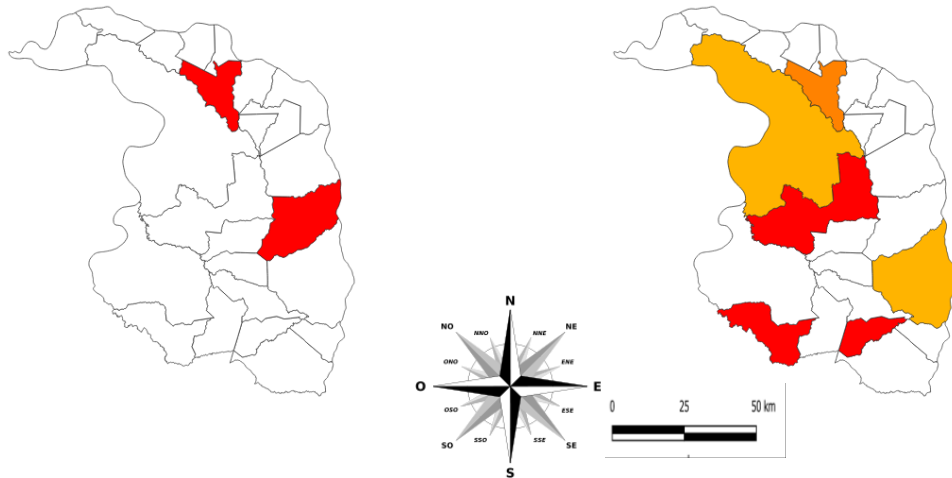 N
NNO NNE
NO NE
ONO ENE
O E
OSO ESE
SO SE
SSO SSE
S
0 25 50 km